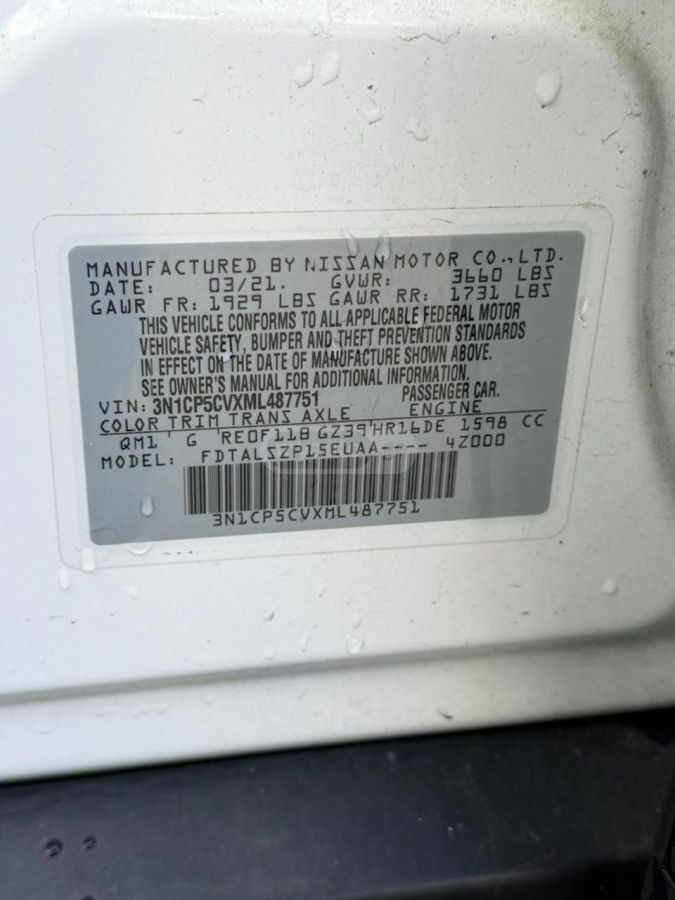 MANUFACTURED BY NISSAN MOTOR CO., LTD.
DATE: 03/21. GVWR: 3660 LBS
GAWR FR: 1929 LBS GAWR RR: 1731 LBS
THIS VEHICLE CONFORMS TO ALL APPLICABLE FEDERAL MOTOR
VEHICLE SAFETY, BUMPER AND THEFT PREVENTION STANDARDS
IN EFFECT ON THE DATE OF MANUFACTURE SHOWN ABOVE.
SEE OWNER'S MANUAL FOR ADDITIONAL INFORMATION.
VIN: 3N1CP5CVXML487751 PASSENGER CAR.
COLOR TRIM TRANS AXLE ENGINE
QM1 G RE0F11B GZ39 HR16DE 1598 CC
MODEL: FDTALSZP15EUAA---- 4Z000
3N1CP5CVXML487751